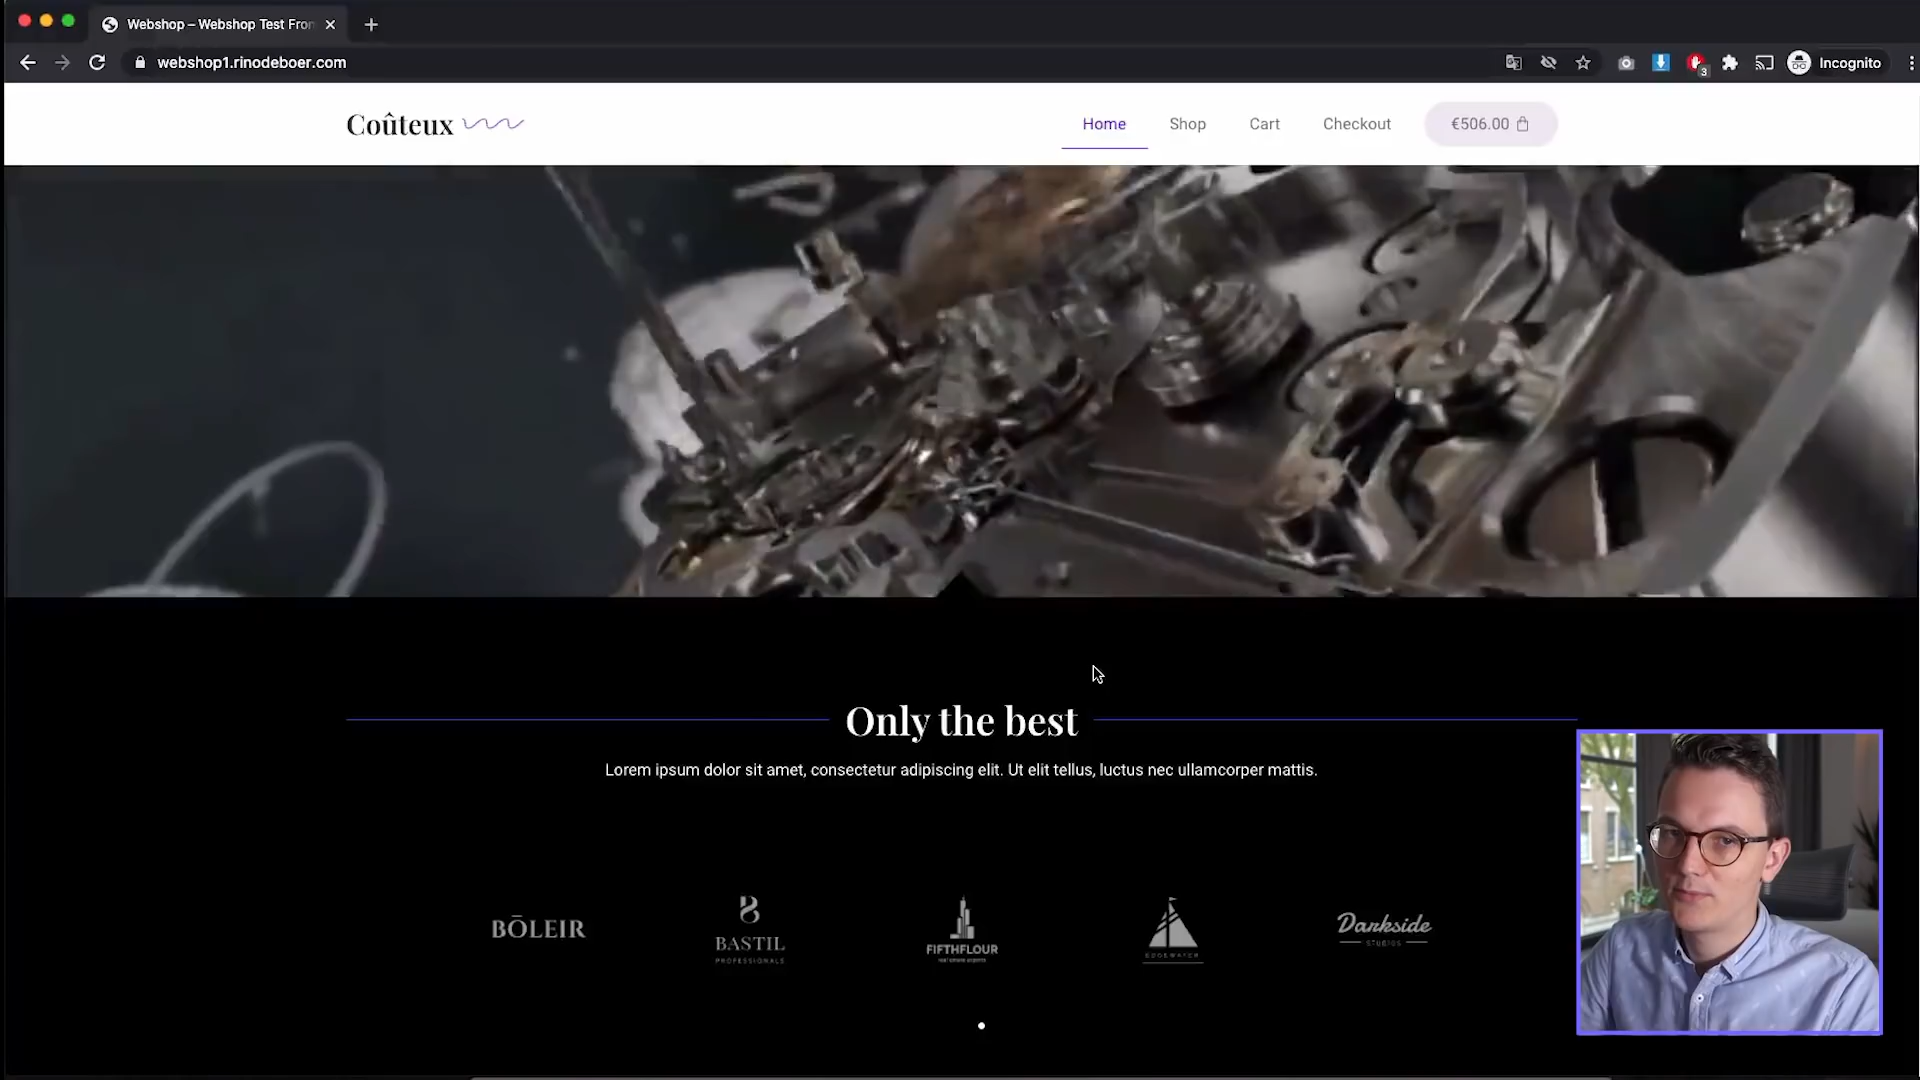 Webshop – Webshop Test Fron
webshop1.rinodeboer.com
3
Incognito
Coûteux
Home
Shop
Cart
Checkout
€506.00
Only the best
Lorem ipsum dolor sit amet, consectetur adipiscing elit. Ut elit tellus, luctus nec ullamcorper mattis.
BŌLEIR
BASTIL
PROFESSIONALS
FIFTHFLOUR
EDGEWATER
Darkside
STUDIOS